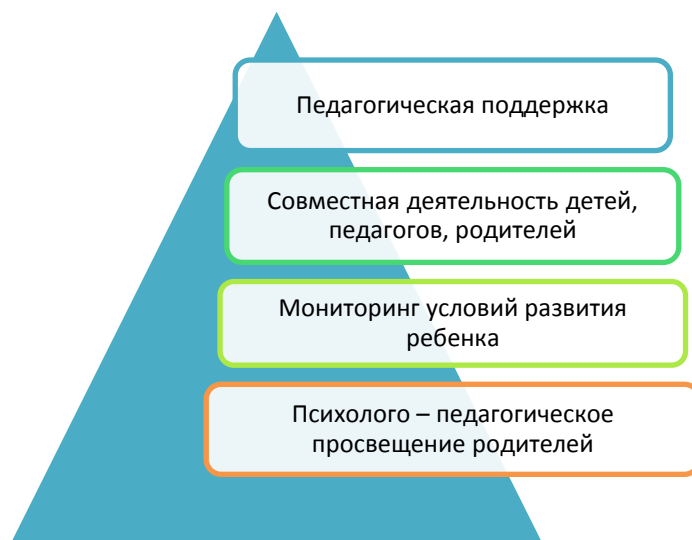 Педагогическая поддержка
Совместная деятельность детей,
педагогов, родителей
Мониторинг условий развития
ребенка
Психолого – педагогическое
просвещение родителей